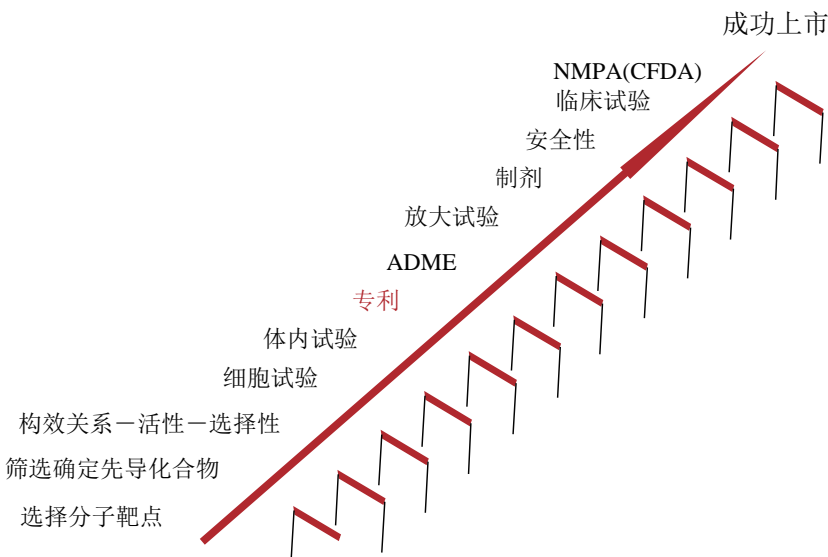 成功上市
NMPA(CFDA)
临床试验
安全性
制剂
放大试验
ADME
专利
体内试验
细胞试验
构效关系－活性－选择性
筛选确定先导化合物
选择分子靶点